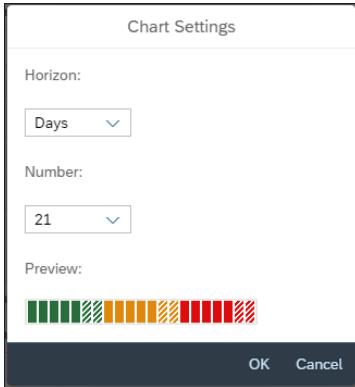 Chart Settings
Horizon:
Days
Number:
21
Preview:
OK Cancel